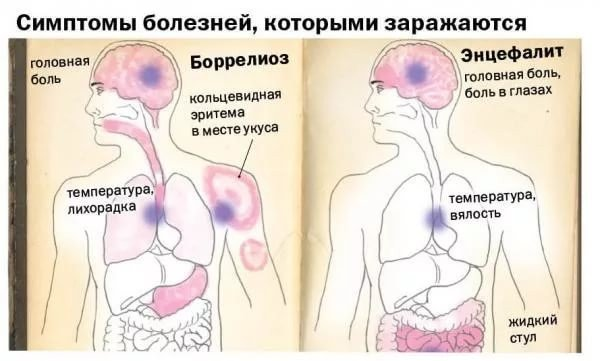 Симптомы болезней, которыми заражаются
Боррелиоз
головная
боль
кольцевидная
эритема
в месте укуса
температура,
лихорадка
Энцефалит
головная боль,
боль в глазах
температура,
вялость
жидкий
стул